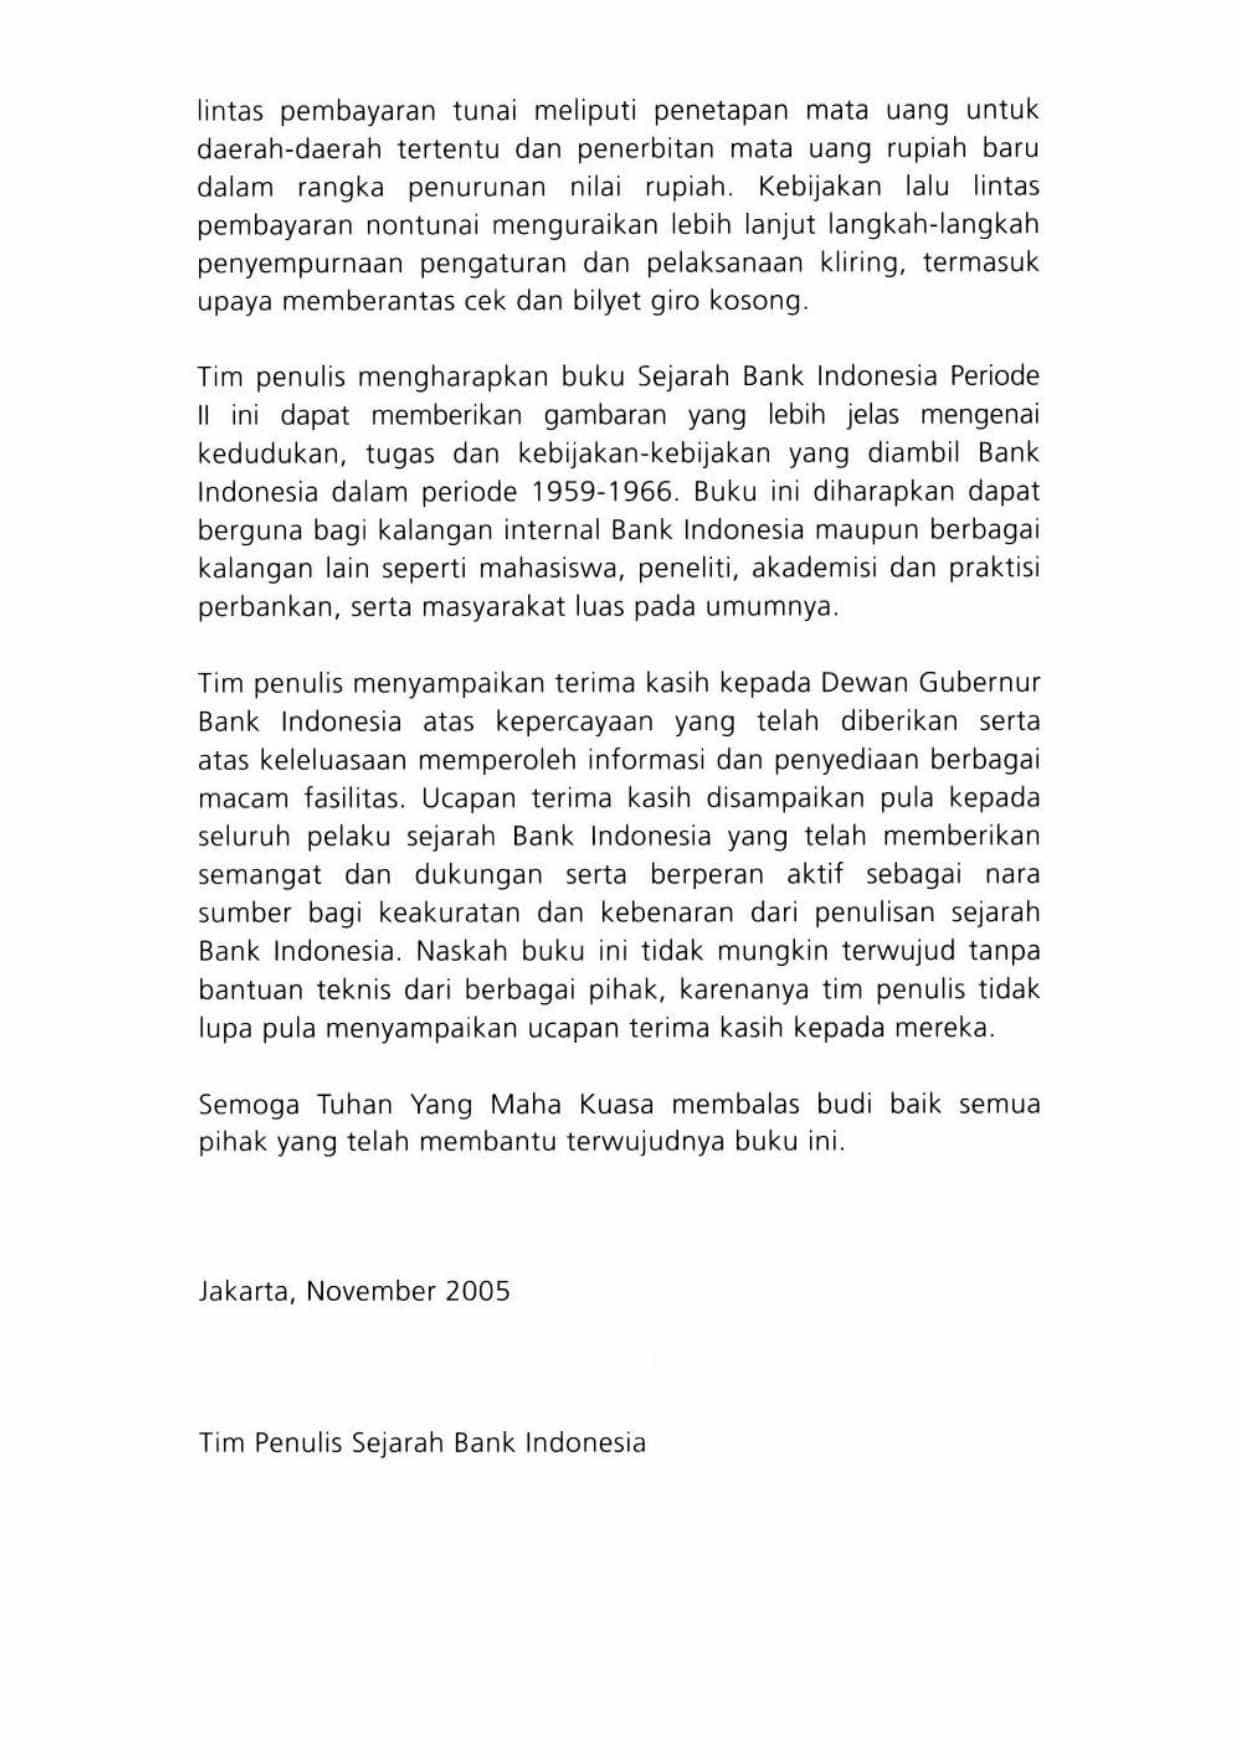 lintas pembayaran tunai meliputi penetapan mata uang untuk
daerah-daerah tertentu dan penerbitan mata uang rupiah baru
dalam rangka penurunan nilai rupiah. Kebijakan lalu lintas
pembayaran nontunai menguraikan lebih lanjut langkah-langkah
penyempurnaan pengaturan dan pelaksanaan kliring, termasuk
upaya memberantas cek dan bilyet giro kosong.
Tim penulis mengharapkan buku Sejarah Bank Indonesia Periode
II ini dapat memberikan gambaran yang lebih jelas mengenai
kedudukan, tugas dan kebijakan-kebijakan yang diambil Bank
Indonesia dalam periode 1959-1966. Buku ini diharapkan dapat
berguna bagi kalangan internal Bank Indonesia maupun berbagai
kalangan lain seperti mahasiswa, peneliti, akademisi dan praktisi
perbankan, serta masyarakat luas pada umumnya.
Tim penulis menyampaikan terima kasih kepada Dewan Gubernur
Bank Indonesia atas kepercayaan yang telah diberikan serta
atas keleluasaan memperoleh informasi dan penyediaan berbagai
macam fasilitas. Ucapan terima kasih disampaikan pula kepada
seluruh pelaku sejarah Bank Indonesia yang telah memberikan
semangat dan dukungan serta berperan aktif sebagai nara
sumber bagi keakuratan dan kebenaran dari penulisan sejarah
Bank Indonesia. Naskah buku ini tidak mungkin terwujud tanpa
bantuan teknis dari berbagai pihak, karenanya tim penulis tidak
lupa pula menyampaikan ucapan terima kasih kepada mereka.
Semoga Tuhan Yang Maha Kuasa membalas budi baik semua
pihak yang telah membantu terwujudnya buku ini.
Jakarta, November 2005
Tim Penulis Sejarah Bank Indonesia